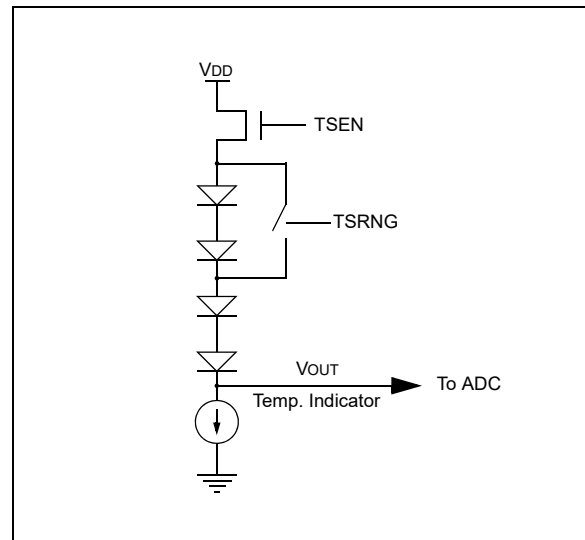 VDD
TSEN
TSRNG
VOUT
To ADC
Temp. Indicator